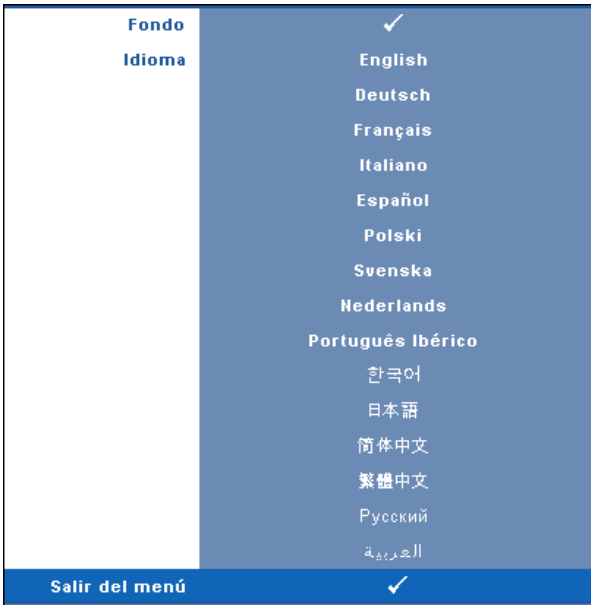 Fondo ✓
Idioma English
Deutsch
Français
Italiano
Español
Polski
Svenska
Nederlands
Português Ibérico
한국어
日本語
简体中文
繁體中文
Русский
العربية
Salir del menú ✓